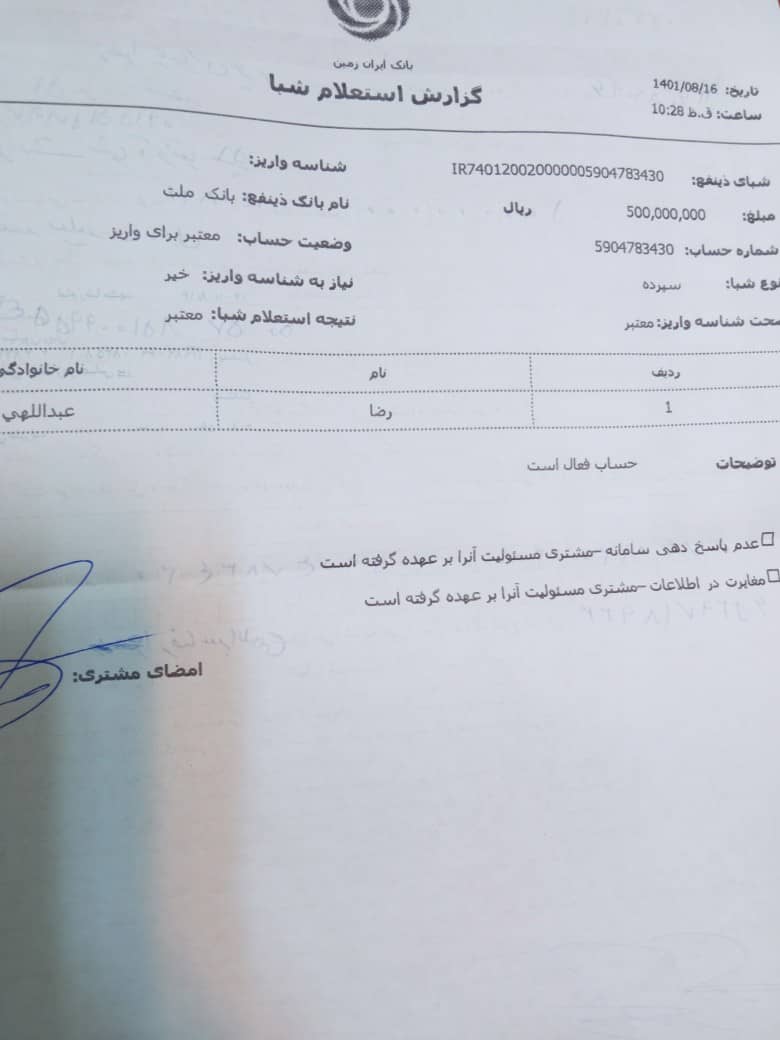 بانک ایران زمین
گزارش استعلام شبا
تاریخ: 1401/08/16
ساعت: ق.ظ 10:28
شبای ذینفع: IR740120020000005904783430 شناسه واریز:
مبلغ: 500,000,000 ریال نام بانک ذینفع: بانک ملت
شماره حساب: 5904783430 وضعیت حساب: معتبر برای واریز
نوع شبا: سپرده نیاز به شناسه واریز: خیر
صحت شناسه واریز: معتبر نتیجه استعلام شبا: معتبر
ردیف نام نام خانوادگی
1 رضا عبداللهي
توضیحات حساب فعال است
عدم پاسخ دهی سامانه -مشتری مسئولیت آنرا بر عهده گرفته است
مغایرت در اطلاعات -مشتری مسئولیت آنرا بر عهده گرفته است
امضای مشتری: